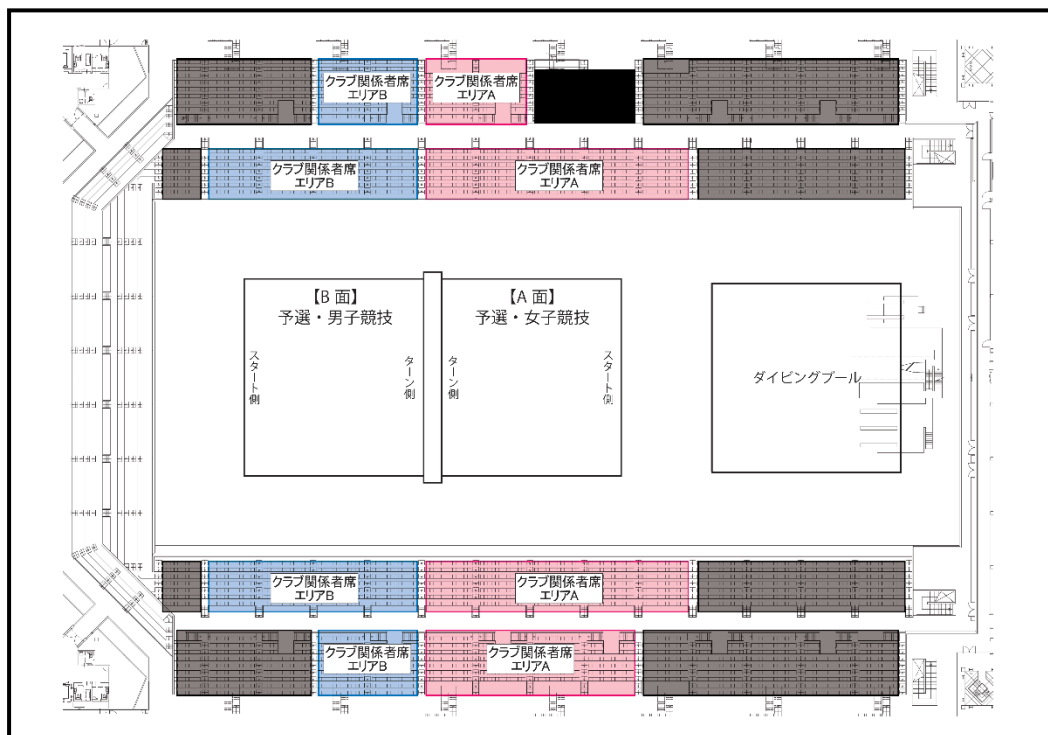 クラブ関係者席
エリアB
クラブ関係者席
エリアA
クラブ関係者席
エリアB
クラブ関係者席
エリアA
【B 面】
予選・男子競技
【A 面】
予選・女子競技
スタート側
ターン側
ターン側
スタート側
ダイビングプール
クラブ関係者席
エリアB
クラブ関係者席
エリアA
クラブ関係者席
エリアB
クラブ関係者席
エリアA